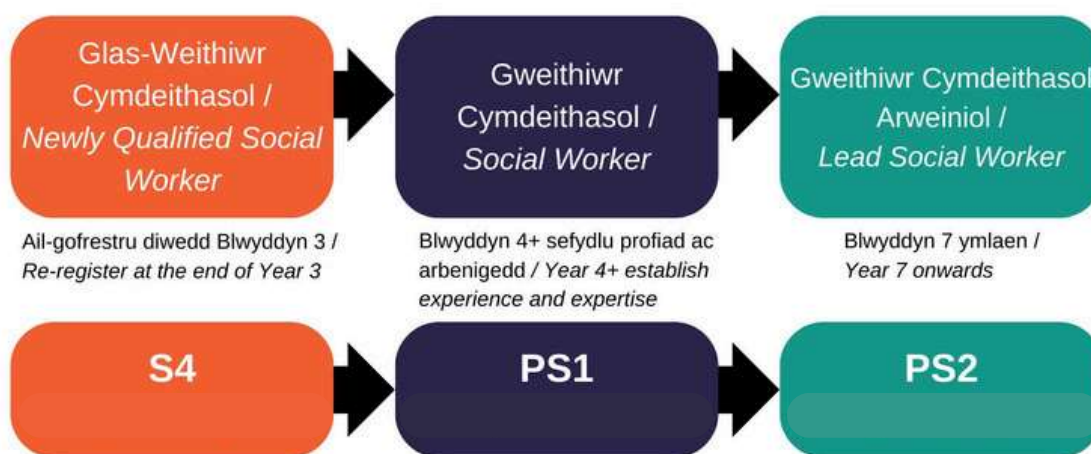 Glas-Weithiwr
Cymdeithasol /
Newly Qualified Social
Worker
Gweithiwr
Cymdeithasol /
Social Worker
Gweithiwr Cymdeithasol
Arweiniol /
Lead Social Worker
Ail-gofrestru diwedd Blwyddyn 3 /
Re-register at the end of Year 3
Blwyddyn 4+ sefydlu profiad ac
arbenigedd / Year 4+ establish
experience and expertise
Blwyddyn 7 ymlaen /
Year 7 onwards
S4
PS1
PS2